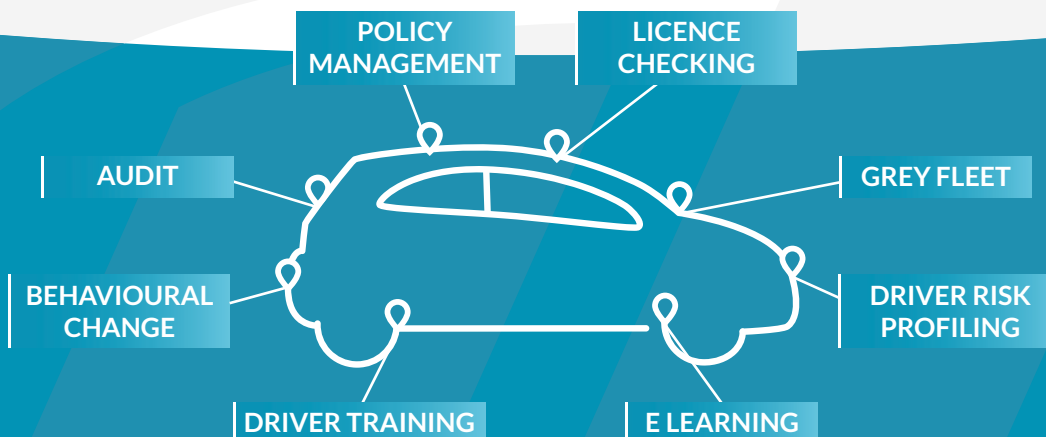 POLICY
MANAGEMENT
LICENCE
CHECKING
AUDIT
GREY FLEET
BEHAVIOURAL
CHANGE
DRIVER RISK
PROFILING
DRIVER TRAINING
E LEARNING